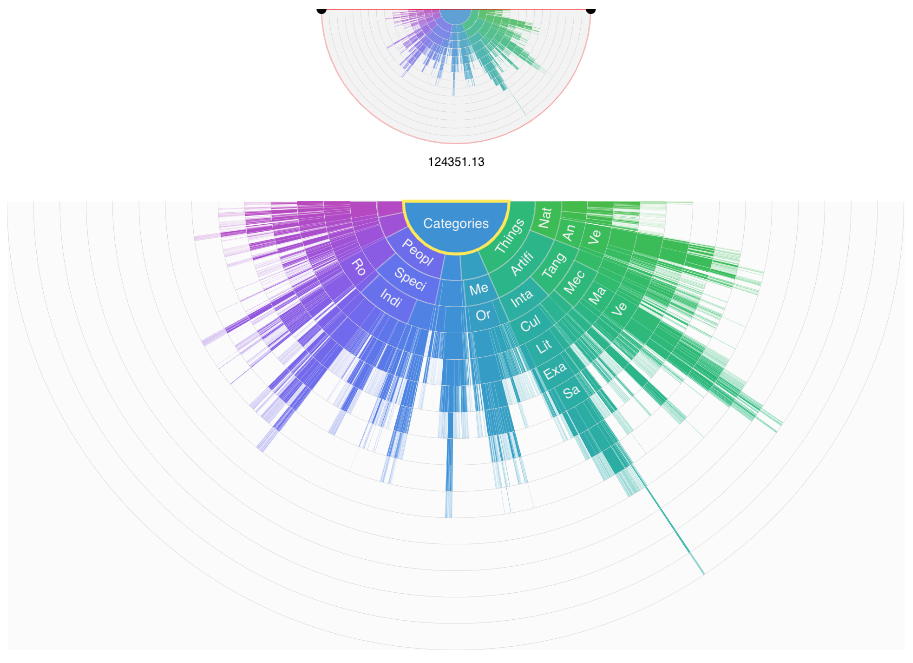 124351.13
Categories
Things
Nat
An
Ve
Artifi
Tang
Mec
Ma
Ve
Peopl
Speci
Indi
Ro
Me
Or
Inta
Cul
Lit
Exa
Sa